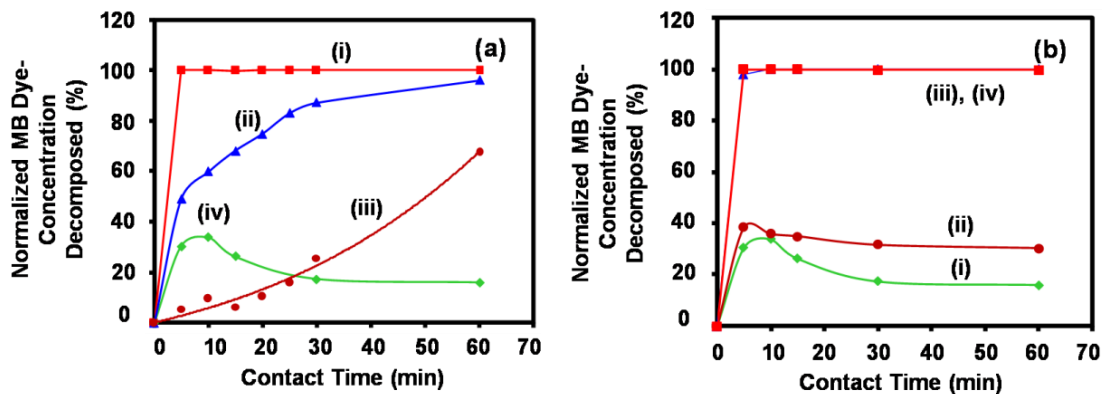 Normalized MB Dye-
Concentration
Decomposed (%)
120
100
80
60
40
20
0
(a)
(i)
(ii)
(iii)
(iv)
0 10 20 30 40 50 60 70
Contact Time (min)
Normalized MB Dye-
Concentration
Decomposed (%)
120
100
80
60
40
20
0
(b)
(iii), (iv)
(ii)
(i)
0 10 20 30 40 50 60 70
Contact Time (min)